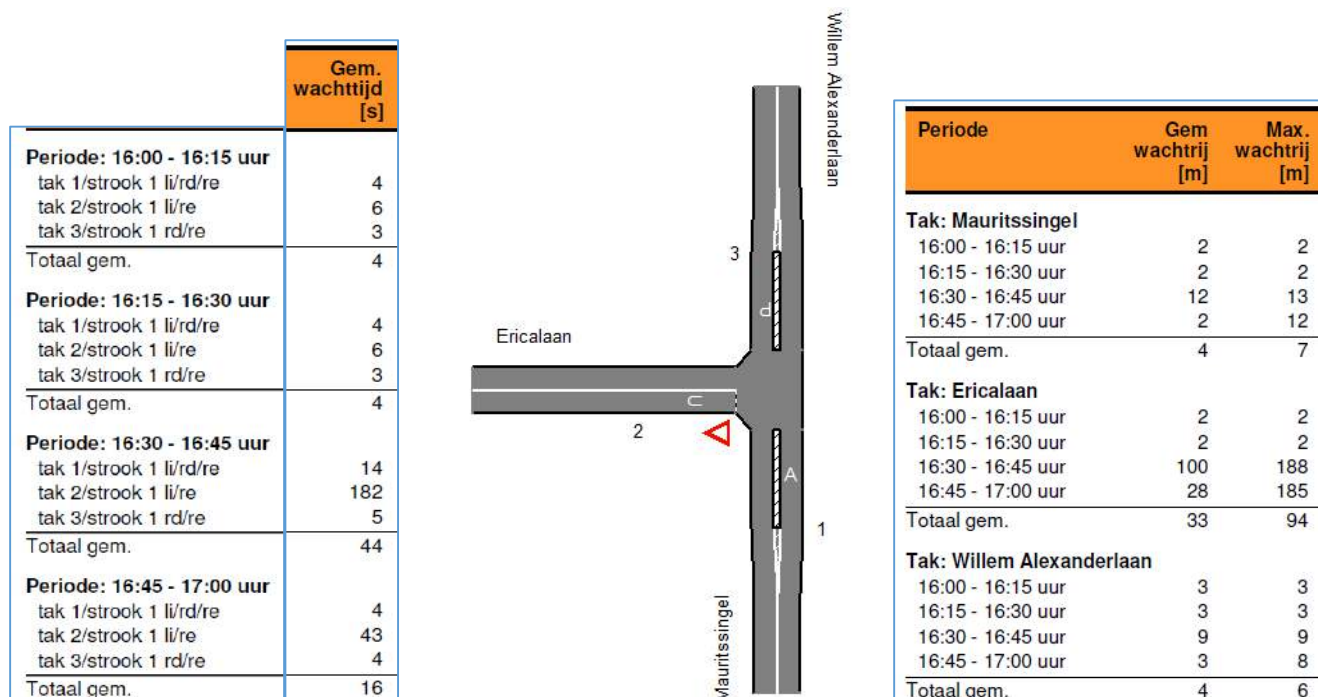 Gem.
wachttijd
[s]
Periode: 16:00 - 16:15 uur
tak 1/strook 1 li/rd/re 4
tak 2/strook 1 li/re 6
tak 3/strook 1 rd/re 3
Totaal gem. 4
Periode: 16:15 - 16:30 uur
tak 1/strook 1 li/rd/re 4
tak 2/strook 1 li/re 6
tak 3/strook 1 rd/re 3
Totaal gem. 4
Periode: 16:30 - 16:45 uur
tak 1/strook 1 li/rd/re 14
tak 2/strook 1 li/re 182
tak 3/strook 1 rd/re 5
Totaal gem. 44
Periode: 16:45 - 17:00 uur
tak 1/strook 1 li/rd/re 4
tak 2/strook 1 li/re 43
tak 3/strook 1 rd/re 4
Totaal gem. 16
Willem Alexanderlaan
3
Ericalaan
2
A
1
Mauritssingel
Periode Gem Max.
wachtrij wachtrij
[m] [m]
Tak: Mauritssingel
16:00 - 16:15 uur 2 2
16:15 - 16:30 uur 2 2
16:30 - 16:45 uur 12 13
16:45 - 17:00 uur 2 12
Totaal gem. 4 7
Tak: Ericalaan
16:00 - 16:15 uur 2 2
16:15 - 16:30 uur 2 2
16:30 - 16:45 uur 100 188
16:45 - 17:00 uur 28 185
Totaal gem. 33 94
Tak: Willem Alexanderlaan
16:00 - 16:15 uur 3 3
16:15 - 16:30 uur 3 3
16:30 - 16:45 uur 9 9
16:45 - 17:00 uur 3 8
Totaal gem. 4 6